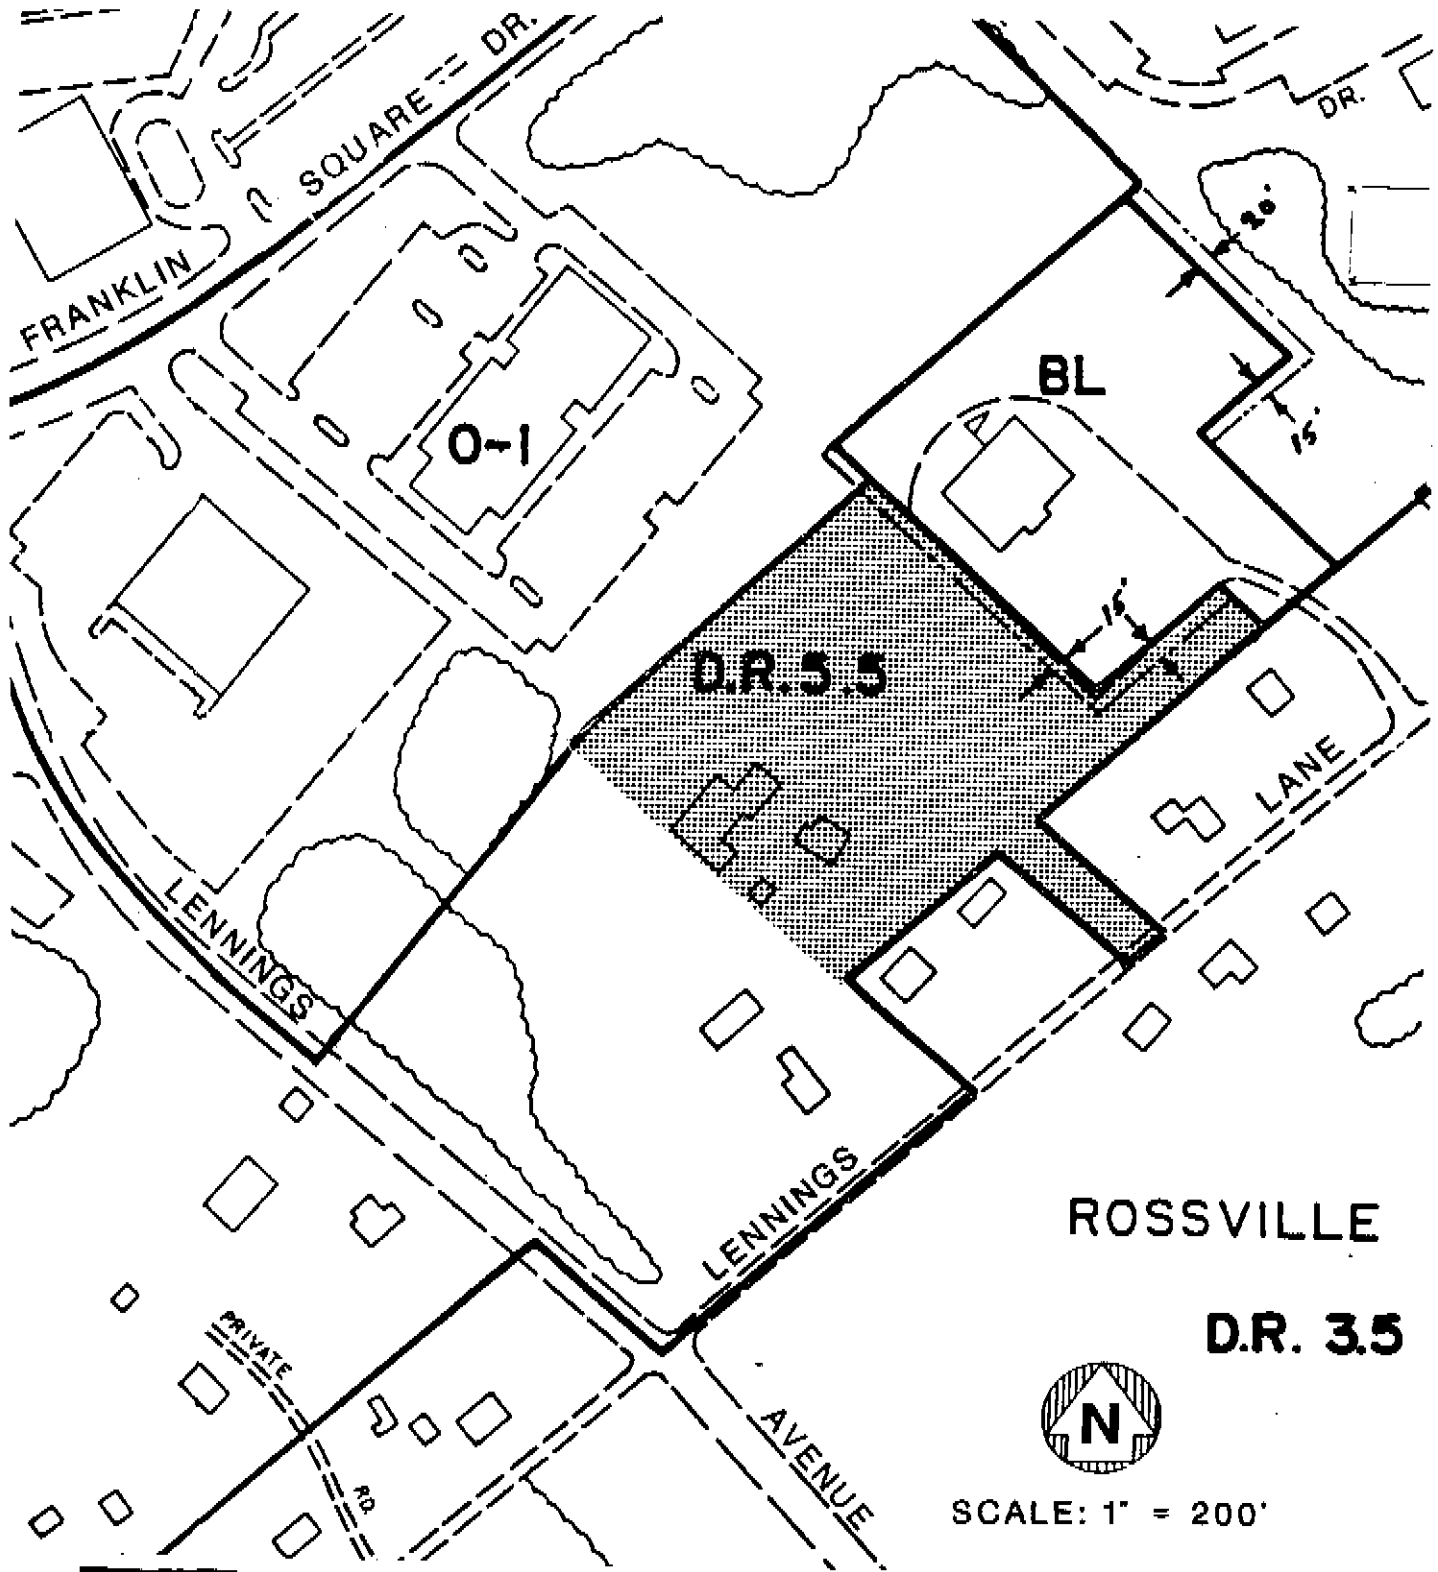 DR.
SQUARE
FRANKLIN
DR.
20'
BL
15'
O-1
15'
D.R.5.5
LANE
LENNINGS
LENNINGS
ROSSVILLE
D.R. 3.5
PRIVATE
RD.
N
AVENUE
SCALE: 1" = 200'